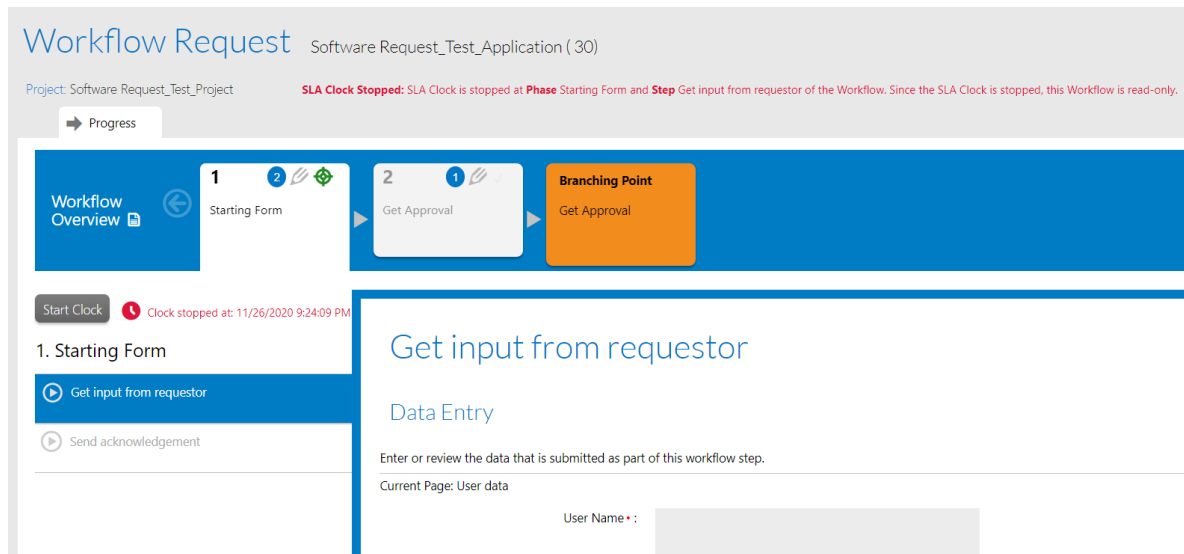 Workflow Request Software Request_Test_Application ( 30)
Project: Software Request_Test_Project SLA Clock Stopped: SLA Clock is stopped at Phase Starting Form and Step Get input from requestor of the Workflow. Since the SLA Clock is stopped, this Workflow is read-only.
Progress
Workflow
Overview
1 2
Starting Form
2 1
Get Approval
Branching Point
Get Approval
Start Clock Clock stopped at: 11/26/2020 9:24:09 PM
1. Starting Form
Get input from requestor
Send acknowledgement
Get input from requestor
Data Entry
Enter or review the data that is submitted as part of this workflow step.
Current Page: User data
User Name • :